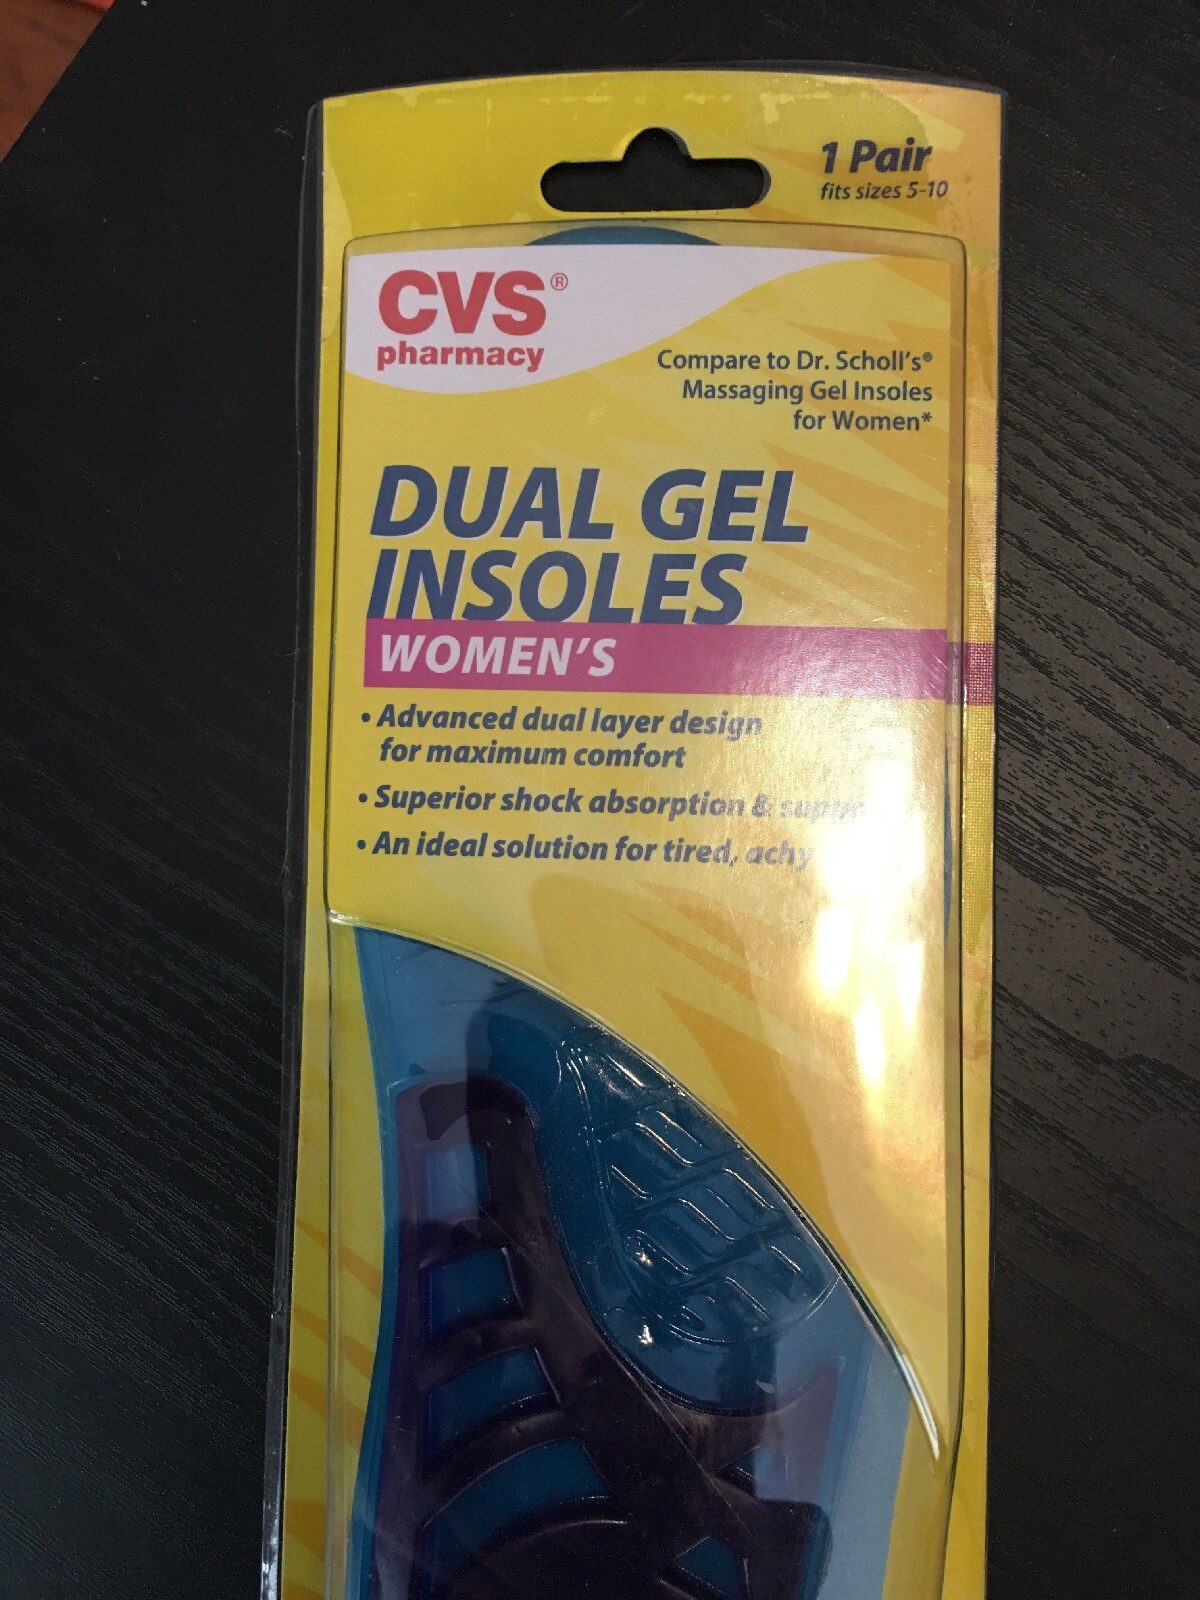 1 Pair
fits sizes 5-10
CVS®
pharmacy
Compare to Dr. Scholl's®
Massaging Gel Insoles
for Women*
DUAL GEL
INSOLES
WOMEN'S
• Advanced dual layer design
for maximum comfort
• Superior shock absorption &
• An ideal solution for tired, achy